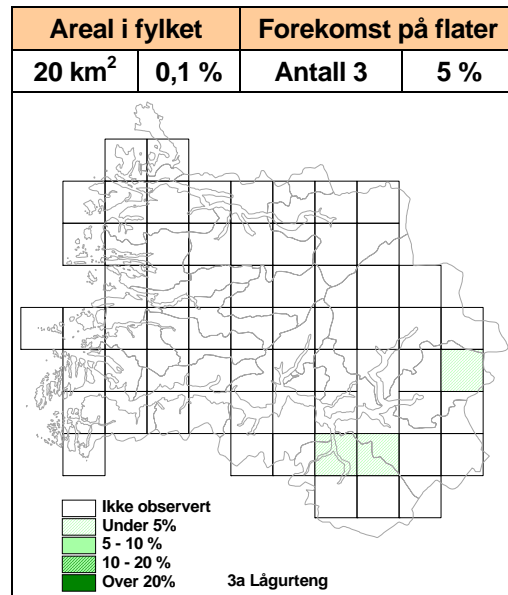 Areal i fylket Forekomst på flater
20 km² 0,1 % Antall 3 5 %
Ikke observert
Under 5%
5 - 10 %
10 - 20 %
Over 20% 3a Lågurteng